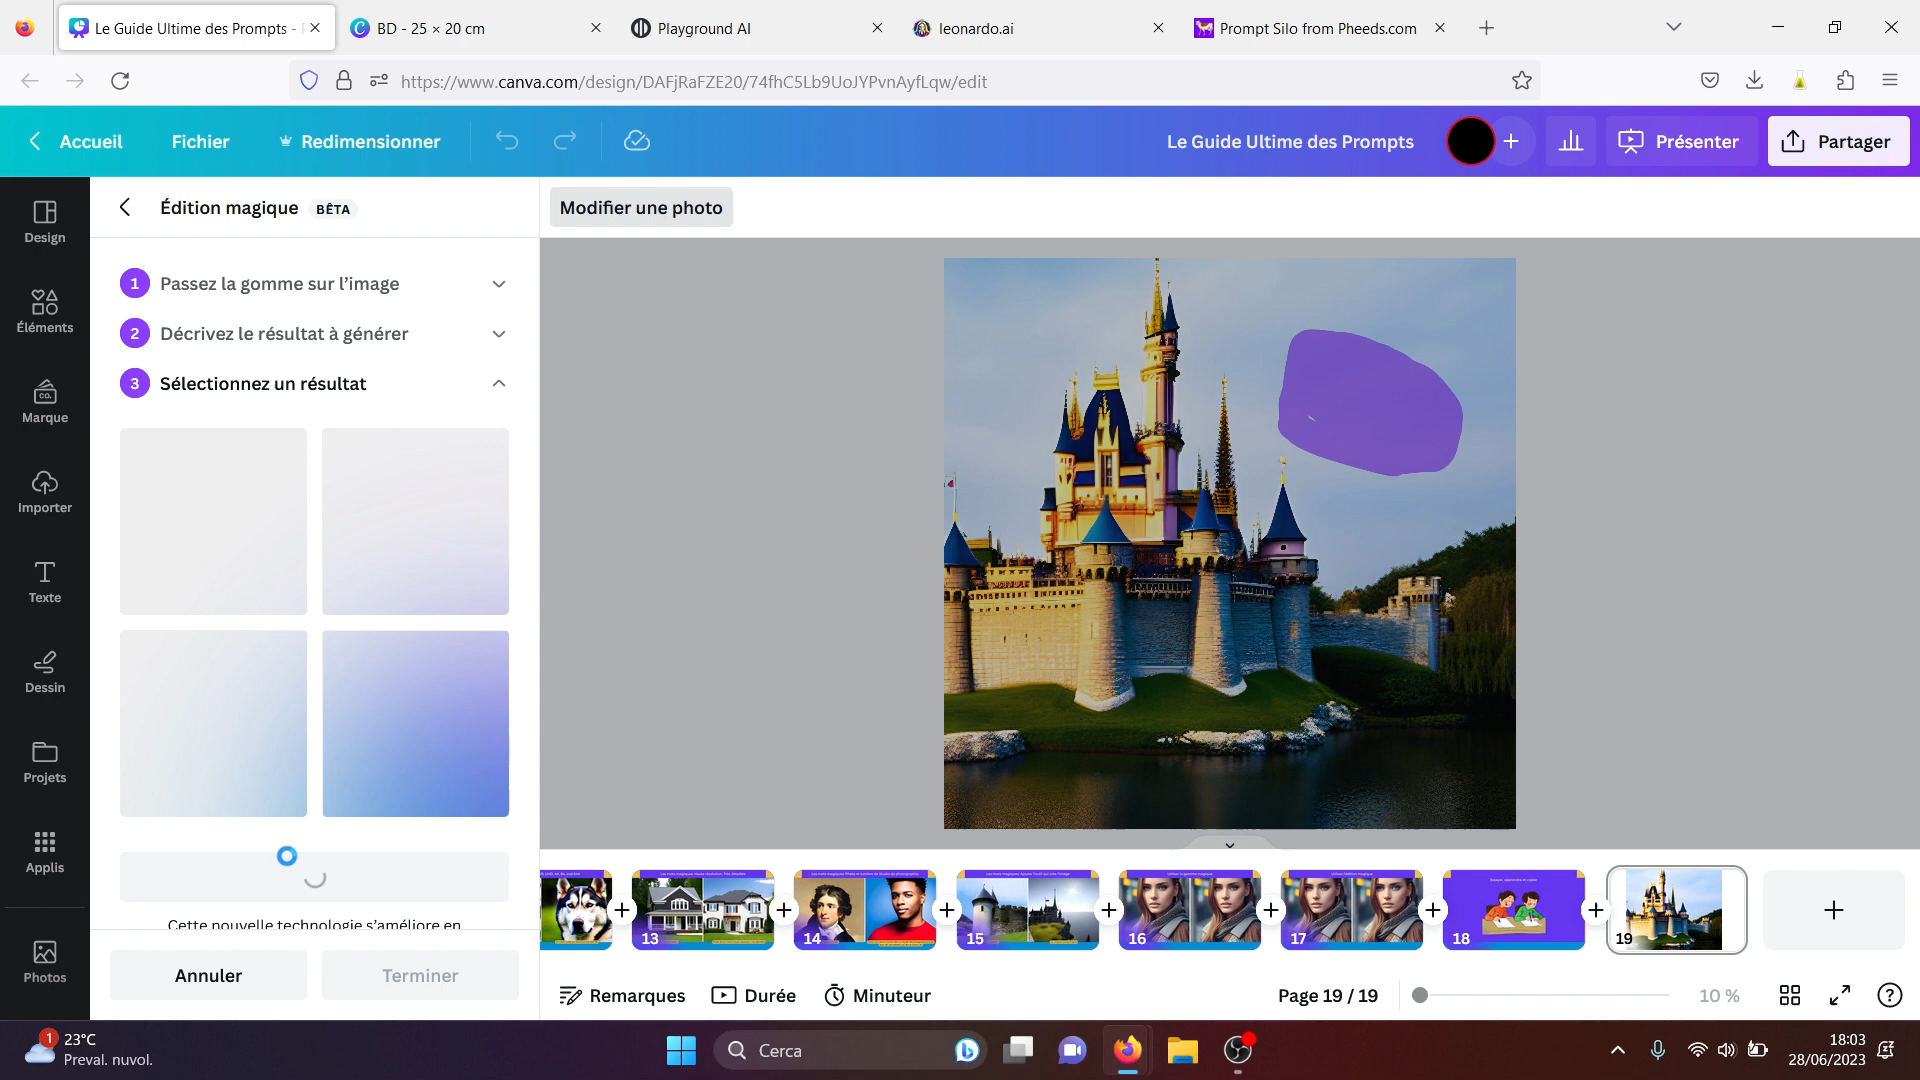 Le Guide Ultime des Prompts -
BD - 25 × 20 cm
Playground AI
leonardo.ai
Prompt Silo from Pheeds.com
https://www.canva.com/design/DAFjRaFZE20/74fhC5Lb9UoJYPvnAyfLqw/edit
Accueil
Fichier
Redimensionner
Le Guide Ultime des Prompts
Présenter
Partager
Design
Éléments
Marque
Importer
Texte
Dessin
Projets
Applis
Photos
Édition magique BÊTA
Modifier une photo
1 Passez la gomme sur l’image
2 Décrivez le résultat à générer
3 Sélectionnez un résultat
Cette nouvelle technologie s’améliore en
Annuler
Terminer
13
14
15
16
17
18
19
Remarques
Durée
Minuteur
Page 19 / 19
10 %
1
23°C
Preval. nuvol.
Cerca
18:03
28/06/2023